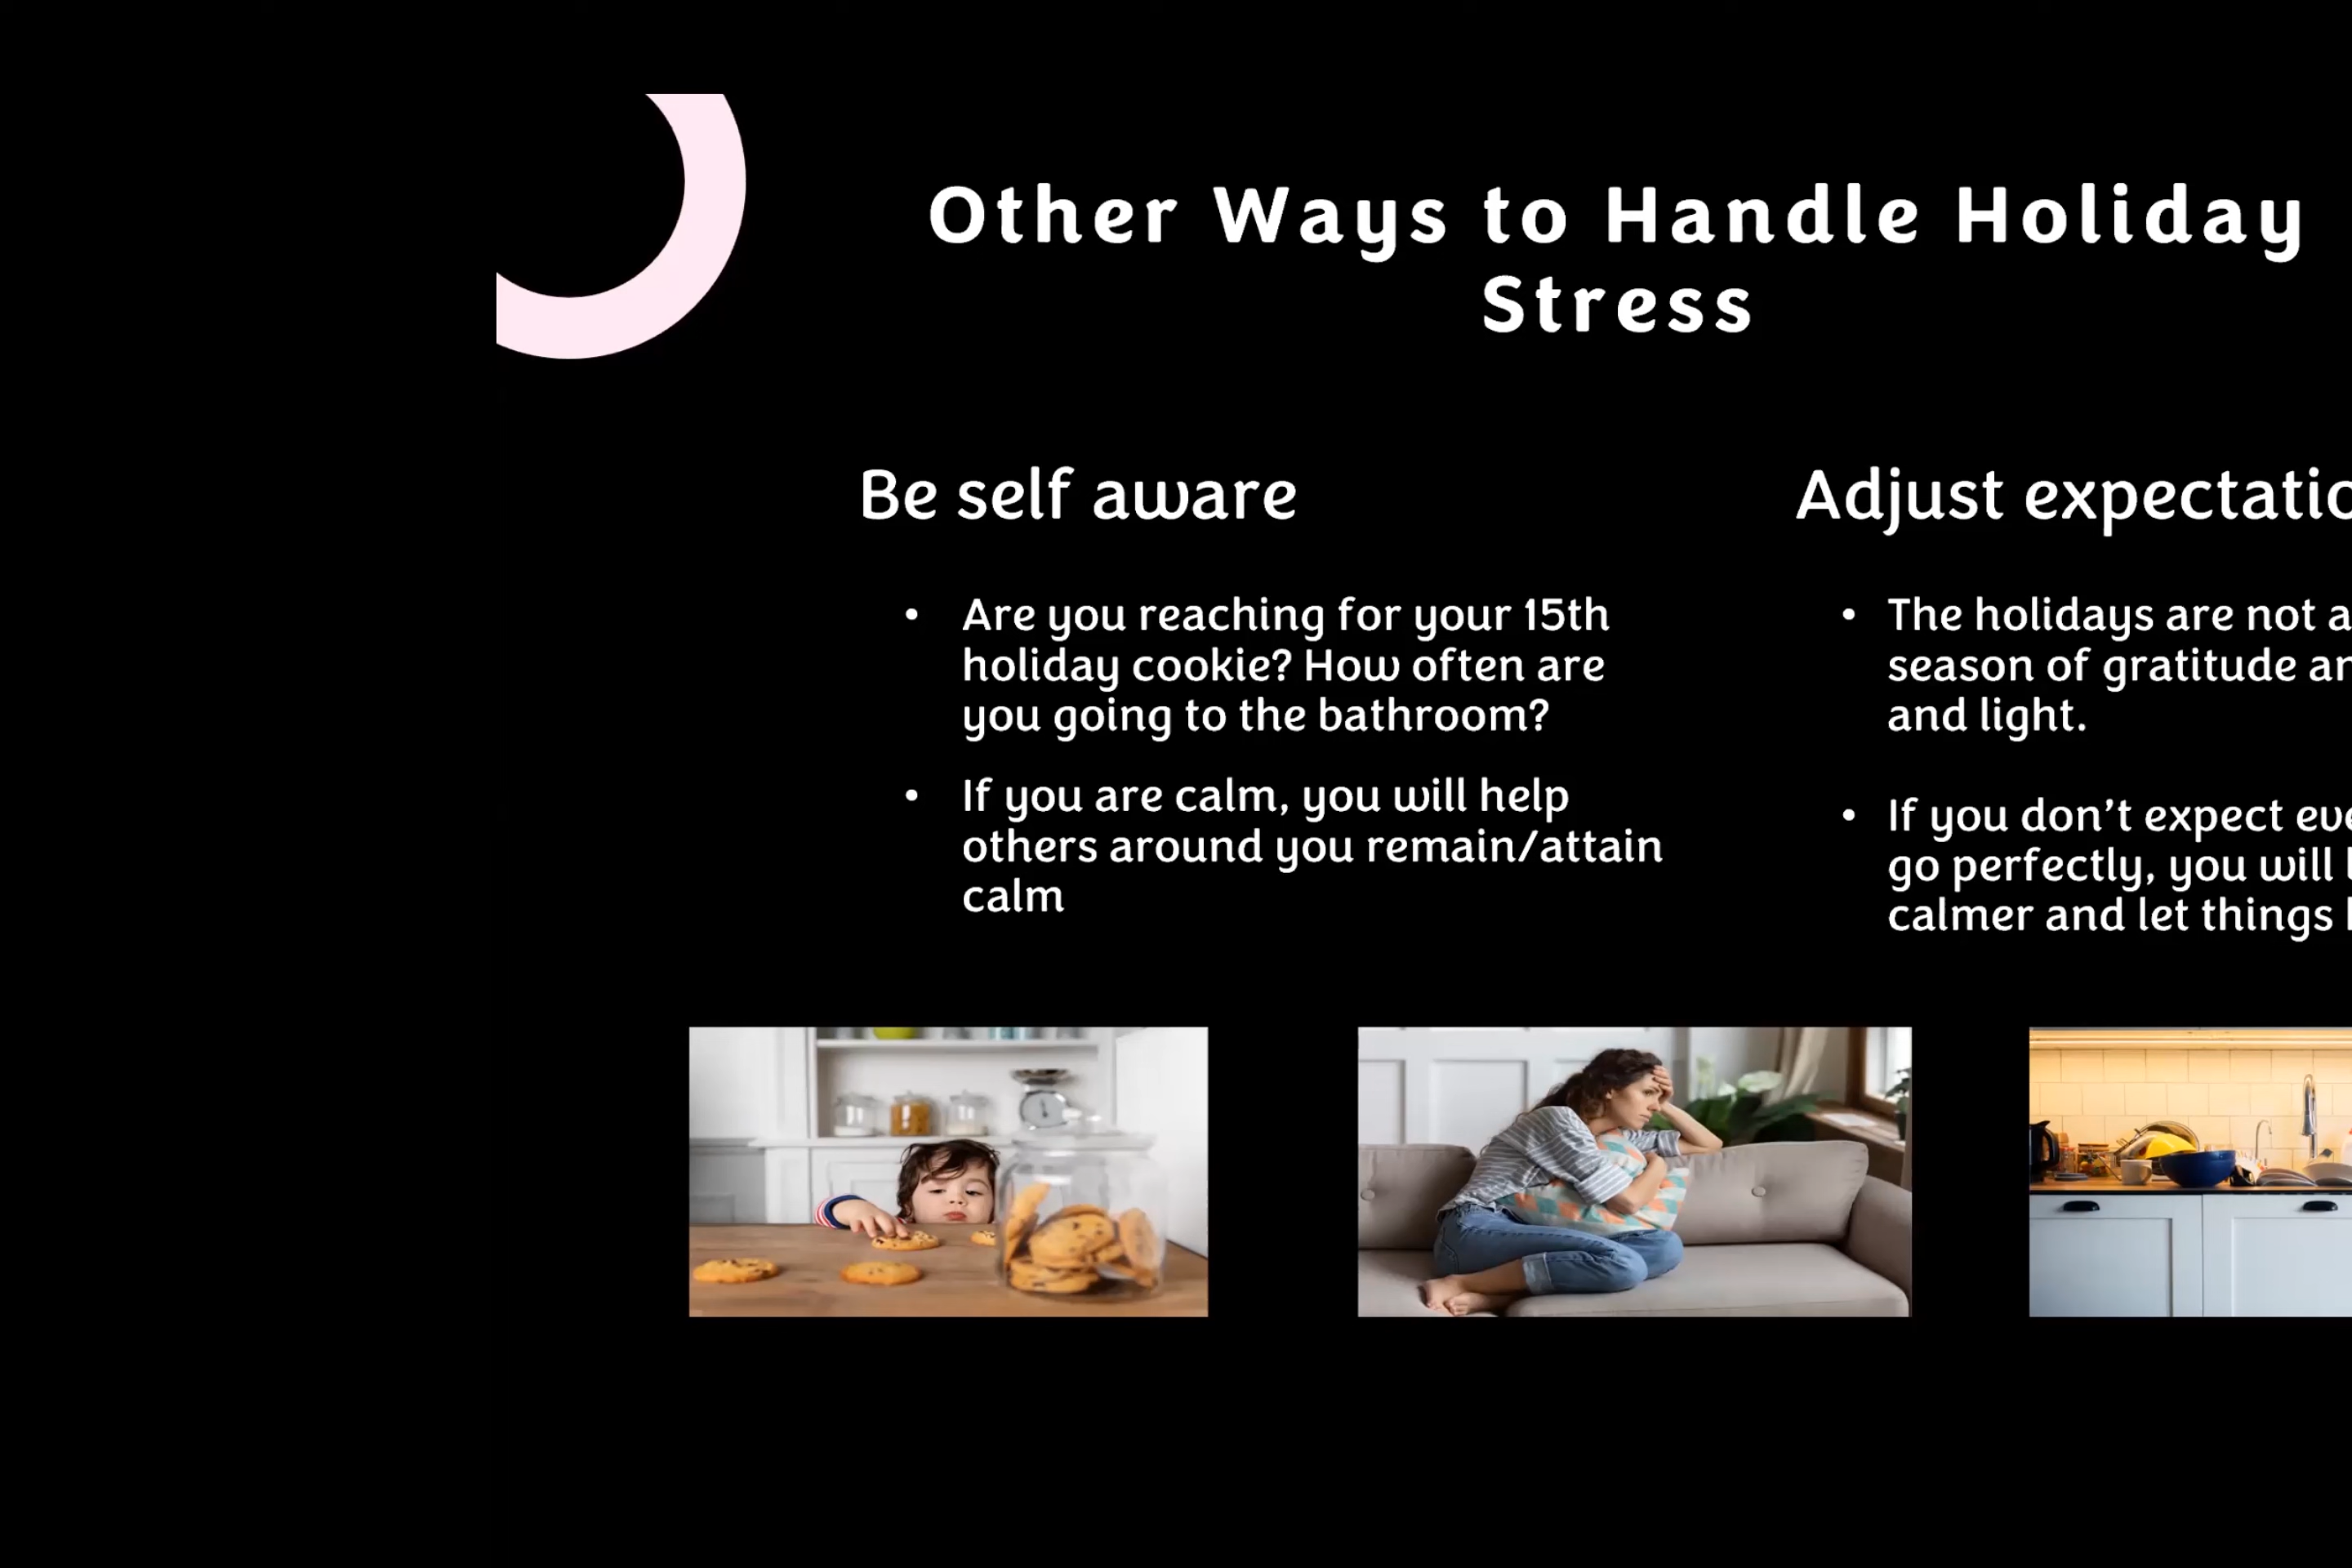 Other Ways to Handle Holiday
Stress
Be self aware
• Are you reaching for your 15th
holiday cookie? How often are
you going to the bathroom?
• If you are calm, you will help
others around you remain/attain
calm
Adjust
• The holidays are not a
season of gratitude
and light.
• If you don’t expect
go perfectly, you will
calmer and let things